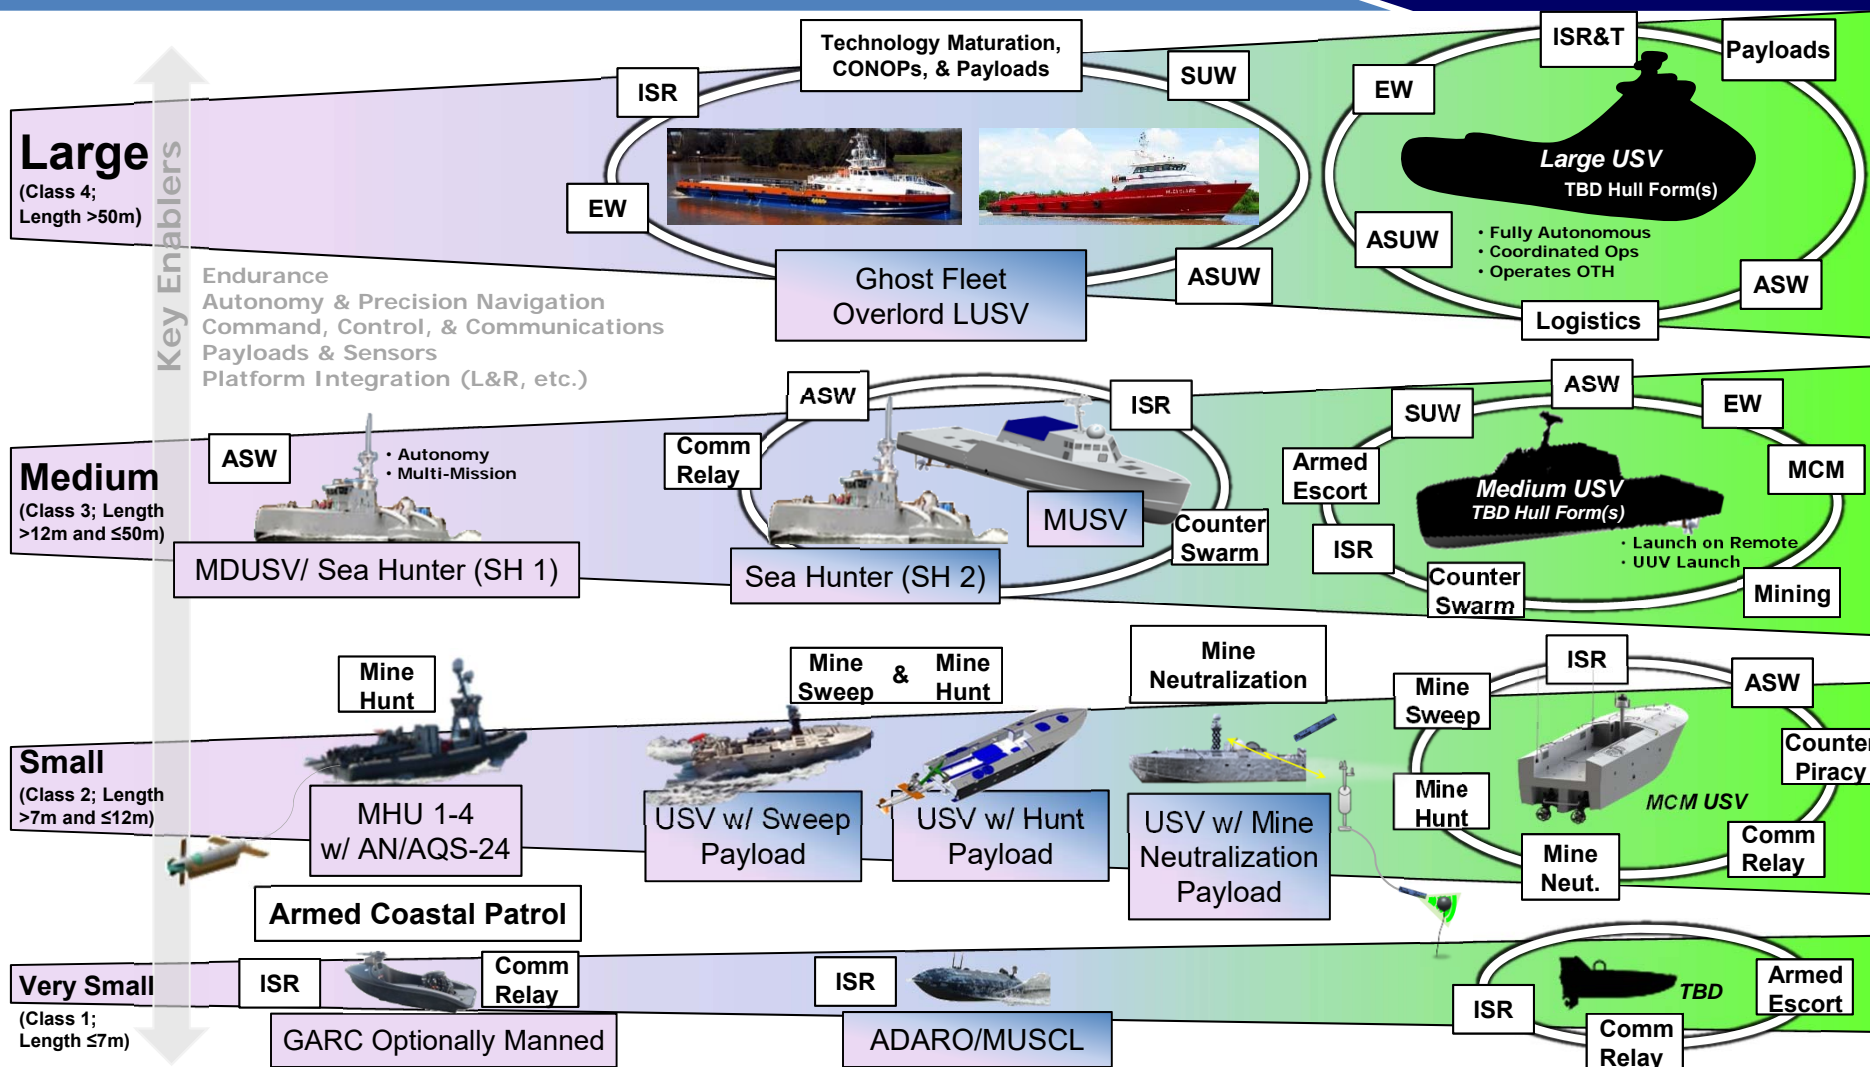 Technology Maturation,
CONOPs, & Payloads
ISR
SUW
EW
ASUW
Ghost Fleet
Overlord LUSV
ISR&T
Payloads
EW
Large USV
TBD Hull Form(s)
ASUW
• Fully Autonomous
• Coordinated Ops
• Operates OTH
ASW
Logistics
Large
(Class 4;
Length >50m)
Key Enablers
Endurance
Autonomy & Precision Navigation
Command, Control, & Communications
Payloads & Sensors
Platform Integration (L&R, etc.)
Medium
(Class 3; Length
>12m and ≤50m)
ASW
• Autonomy
• Multi-Mission
MDUSV/ Sea Hunter (SH 1)
ASW
ISR
Comm
Relay
MUSV
Counter
Swarm
Sea Hunter (SH 2)
ASW
SUW
EW
Armed
Escort
MCM
Medium USV
TBD Hull Form(s)
ISR
• Launch on Remote
• UUV Launch
Counter
Swarm
Mining
Small
(Class 2; Length
>7m and ≤12m)
Mine
Hunt
MHU 1-4
w/ AN/AQS-24
Mine
Sweep
&
Mine
Hunt
USV w/ Sweep
Payload
USV w/ Hunt
Payload
Mine
Neutralization
USV w/ Mine
Neutralization
Payload
ISR
Mine
Sweep
ASW
Counter
Piracy
Mine
Hunt
MCM USV
Mine
Neut.
Comm
Relay
Armed Coastal Patrol
Very Small
(Class 1;
Length ≤7m)
ISR
Comm
Relay
GARC Optionally Manned
ISR
ADARO/MUSCL
TBD
Armed
Escort
ISR
Comm
Relay